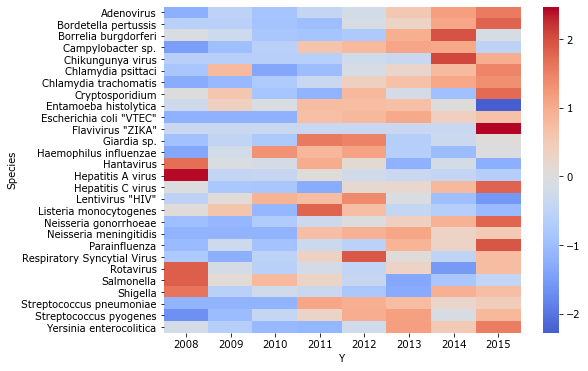 Species
Adenovirus
Bordetella pertussis
Borrelia burgdorferi
Campylobacter sp.
Chikungunya virus
Chlamydia psittaci
Chlamydia trachomatis
Cryptosporidium
Entamoeba histolytica
Escherichia coli "VTEC"
Flavivirus "ZIKA"
Giardia sp.
Haemophilus influenzae
Hantavirus
Hepatitis A virus
Hepatitis C virus
Lentivirus "HIV"
Listeria monocytogenes
Neisseria gonorrhoeae
Neisseria meningitidis
Parainfluenza
Respiratory Syncytial Virus
Rotavirus
Salmonella
Shigella
Streptococcus pneumoniae
Streptococcus pyogenes
Yersinia enterocolitica
2008 2009 2010 2011 2012 2013 2014 2015
Y
2
1
0
−1
−2